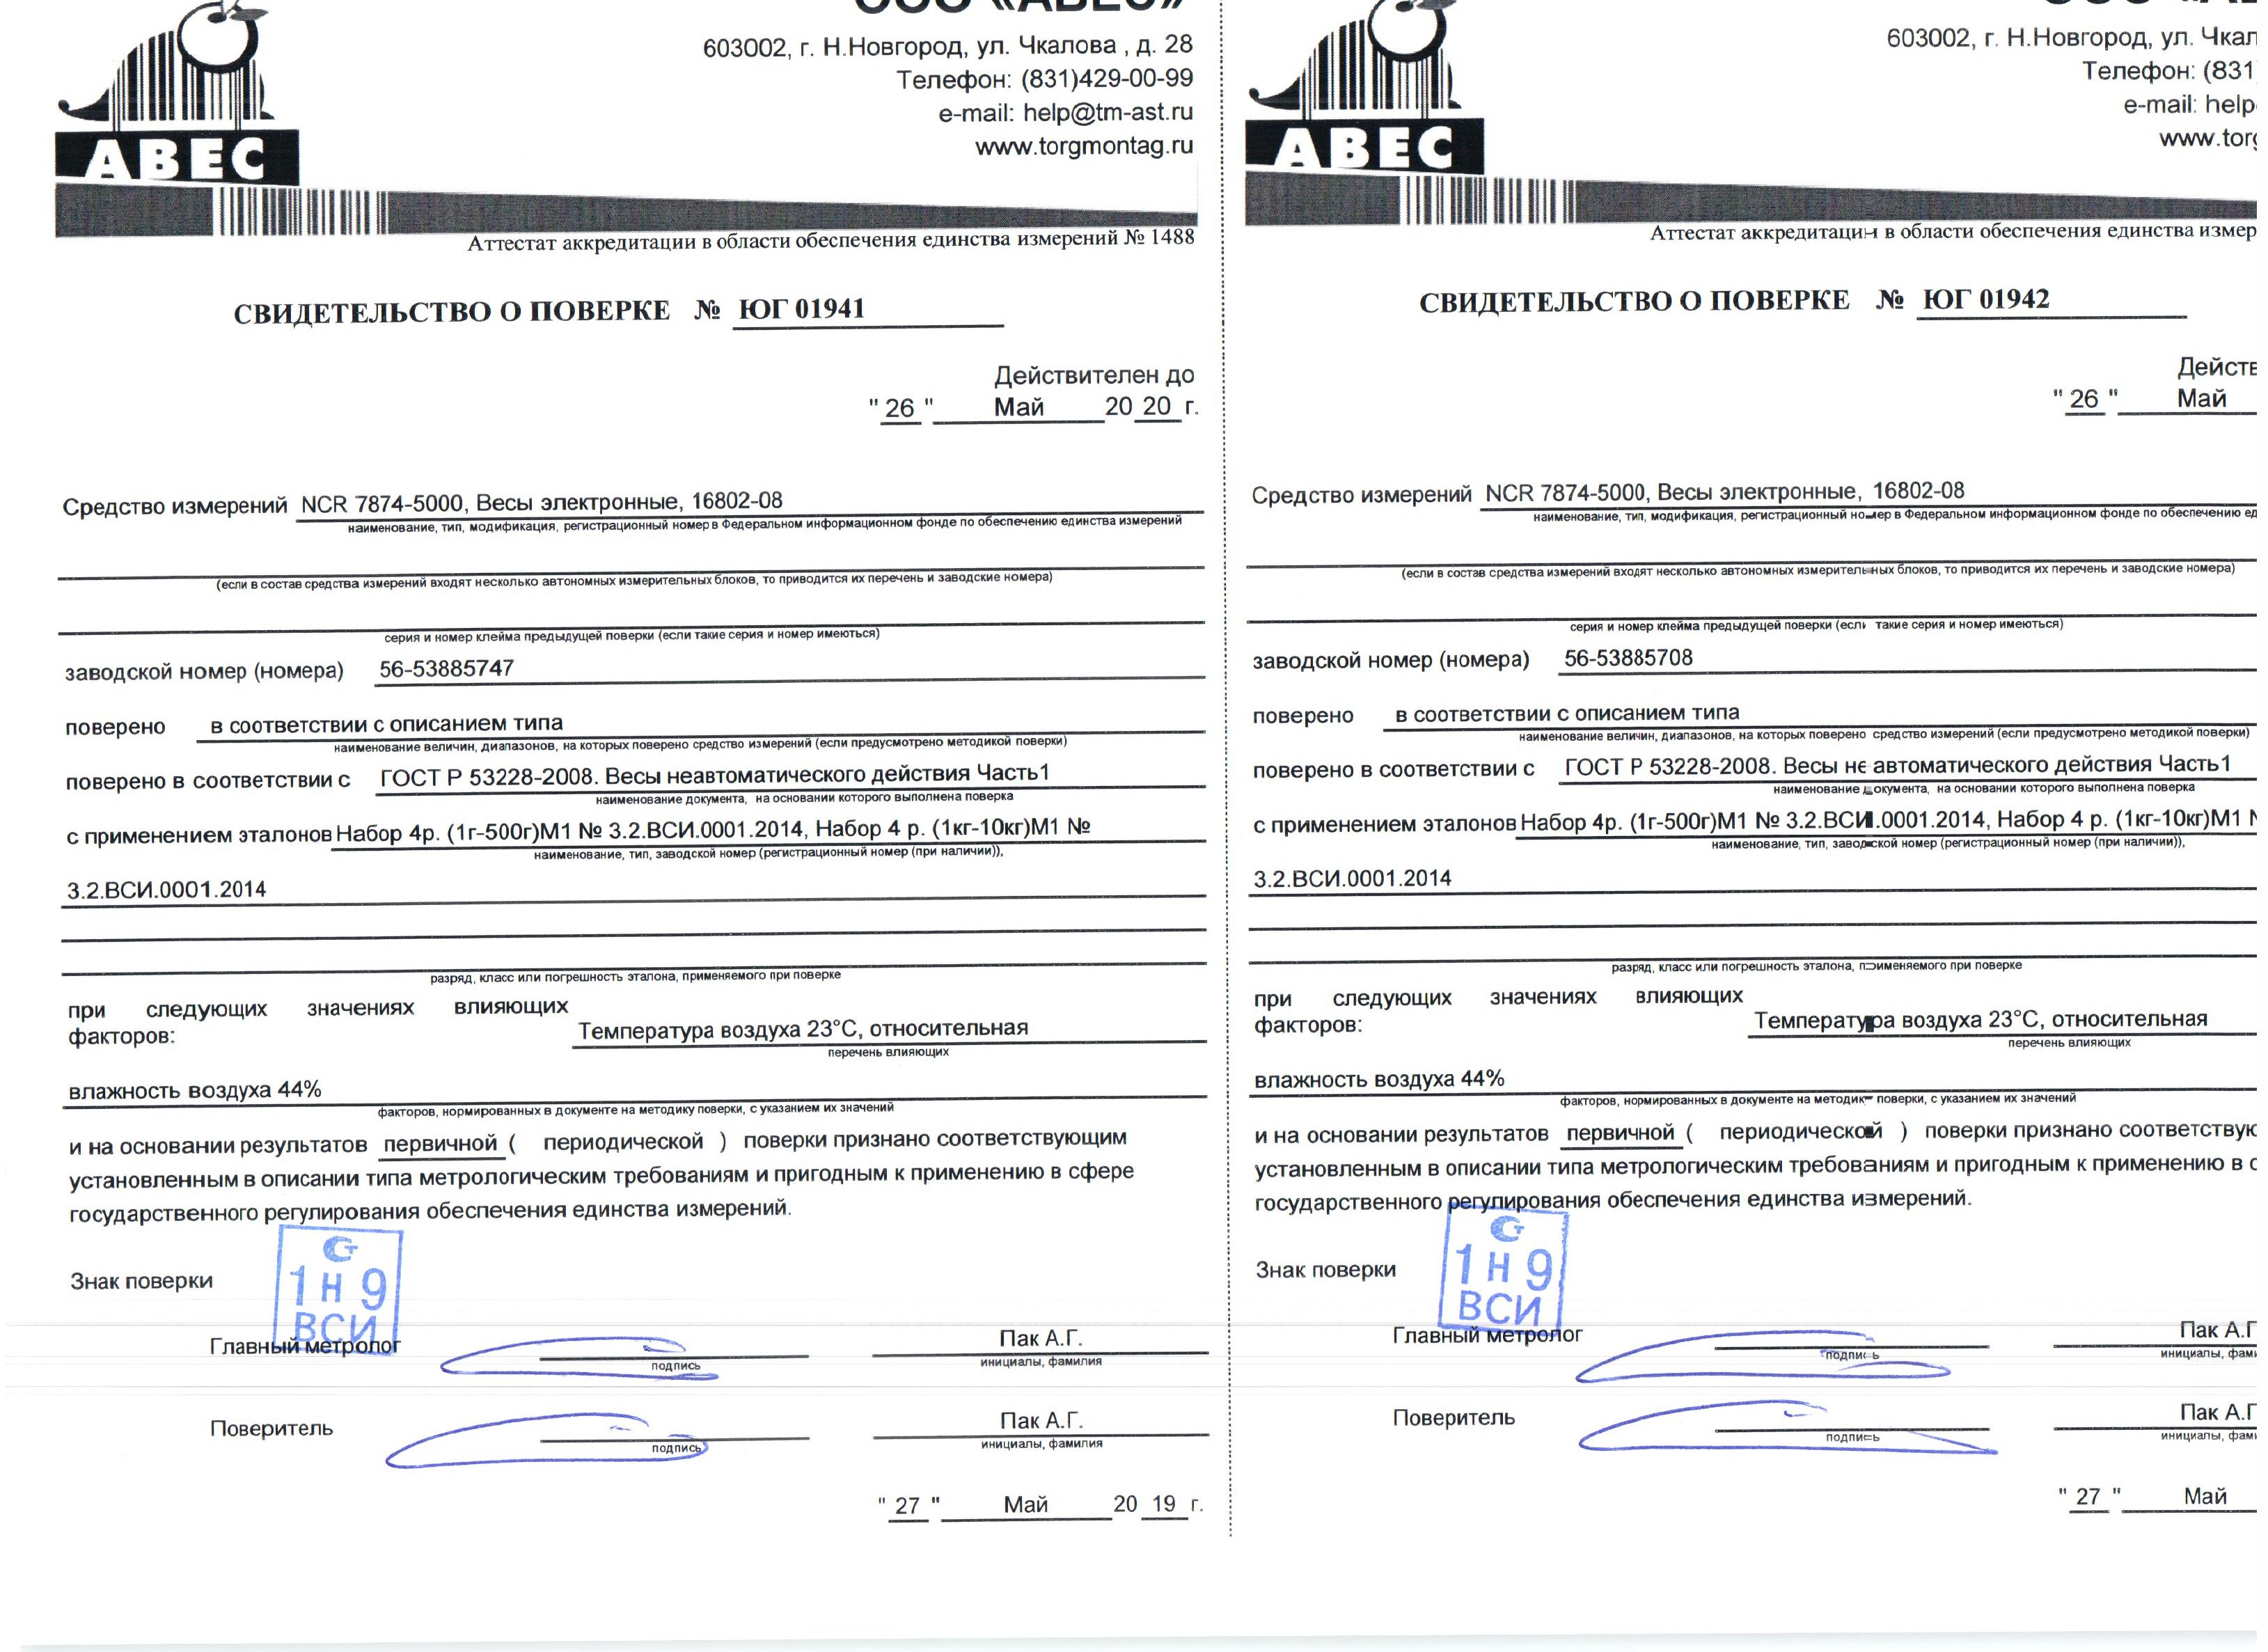 ООО «АВЕС»
603002, г. Н.Новгород, ул. Чкалова , д. 28
Телефон: (831)429-00-99
e-mail: help@tm-ast.ru
www.torgmontag.ru
АВЕС
Аттестат аккредитации в области обеспечения единства измерений № 1488
СВИДЕТЕЛЬСТВО О ПОВЕРКЕ № ЮГ 01941
Действителен до
" 26 " Май 20 20 г.
Средство измерений NCR 7874-5000, Весы электронные, 16802-08
наименование, тип, модификация, регистрационный номер в Федеральном информационном фонде по обеспечению единства измерений
(если в состав средства измерений входят несколько автономных измерительных блоков, то приводится их перечень и заводские номера)
серия и номер клейма предыдущей поверки (если такие серия и номер имеються)
заводской номер (номера) 56-53885747
поверено в соответствии с описанием типа
наименование величин, диапазонов, на которых поверено средство измерений (если предусмотрено методикой поверки)
поверено в соответствии с ГОСТ Р 53228-2008. Весы неавтоматического действия Часть1
наименование документа, на основании которого выполнена поверка
с применением эталонов Набор 4р. (1г-500г)М1 № 3.2.ВСИ.0001.2014, Набор 4 р. (1кг-10кг)М1 №
наименование, тип, заводской номер (регистрационный номер (при наличии)),
3.2.ВСИ.0001.2014
разряд, класс или погрешность эталона, применяемого при поверке
при следующих значениях влияющих
факторов: Температура воздуха 23°С, относительная
перечень влияющих
влажность воздуха 44%
факторов, нормированных в документе на методику поверки, с указанием их значений
и на основании результатов первичной ( периодической ) поверки признано соответствующим
установленным в описании типа метрологическим требованиям и пригодным к применению в сфере
государственного регулирования обеспечения единства измерений.
Знак поверки
1 Н 9
ВСИ
Главный метролог Пак А.Г.
подпись инициалы, фамилия
Поверитель Пак А.Г.
подпись инициалы, фамилия
" 27 " Май 20 19 г.
603002, г. Н.Новгород, ул. Чкал
Телефон: (831)
e-mail: help
www.torg
АВЕС
Аттестат аккредитации в области обеспечения единства измер
СВИДЕТЕЛЬСТВО О ПОВЕРКЕ № ЮГ 01942
Действ
" 26 " Май
Средство измерений NCR 7874-5000, Весы электронные, 16802-08
наименование, тип, модификация, регистрационный номер в Федеральном информационном фонде по обеспечению ед
(если в состав средства измерений входят несколько автономных измерительных блоков, то приводится их перечень и заводские номера)
серия и номер клейма предыдущей поверки (если такие серия и номер имеються)
заводской номер (номера) 56-53885708
поверено в соответствии с описанием типа
наименование величин, диапазонов, на которых поверено средство измерений (если предусмотрено методикой поверки)
поверено в соответствии с ГОСТ Р 53228-2008. Весы неавтоматического действия Часть1
наименование документа, на основании которого выполнена поверка
с применением эталонов Набор 4р. (1г-500г)М1 № 3.2.ВСИ.0001.2014, Набор 4 р. (1кг-10кг)М1
наименование, тип, заводской номер (регистрационный номер (при наличии)),
3.2.ВСИ.0001.2014
разряд, класс или погрешность эталона, применяемого при поверке
при следующих значениях влияющих
факторов: Температура воздуха 23°С, относительная
перечень влияющих
влажность воздуха 44%
факторов, нормированных в документе на методику поверки, с указанием их значений
и на основании результатов первичной ( периодической ) поверки признано соответствую
установленным в описании типа метрологическим требованиям и пригодным к применению в с
государственного регулирования обеспечения единства измерений.
Знак поверки
1 Н 9
ВСИ
Главный метролог Пак А.Г
подпись инициалы, фами
Поверитель Пак А.Г
подпись инициалы, фами
" 27 " Май